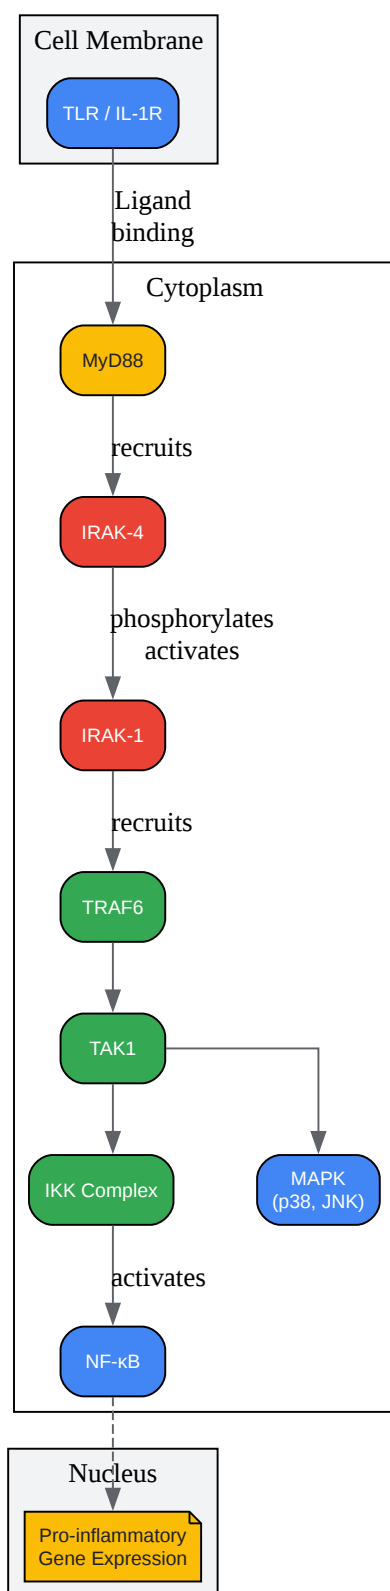 Cell Membrane
TLR / IL-1R
Ligand
binding
Cytoplasm
MyD88
recruits
IRAK-4
phosphorylates
activates
IRAK-1
recruits
TRAF6
TAK1
IKK Complex
MAPK
(p38, JNK)
activates
NF-κB
Nucleus
Pro-inflammatory
Gene Expression